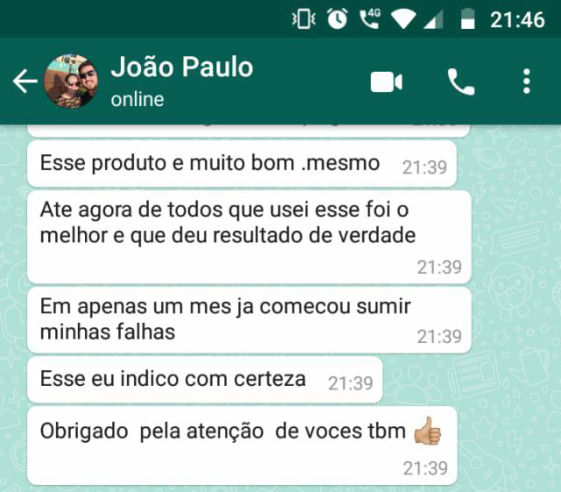 4G 21:46
João Paulo
online
Esse produto e muito bom .mesmo 21:39
Ate agora de todos que usei esse foi o
melhor e que deu resultado de verdade
21:39
Em apenas um mes ja comecou sumir
minhas falhas 21:39
Esse eu indico com certeza 21:39
Obrigado pela atenção de voces tbm 👍🏼
21:39